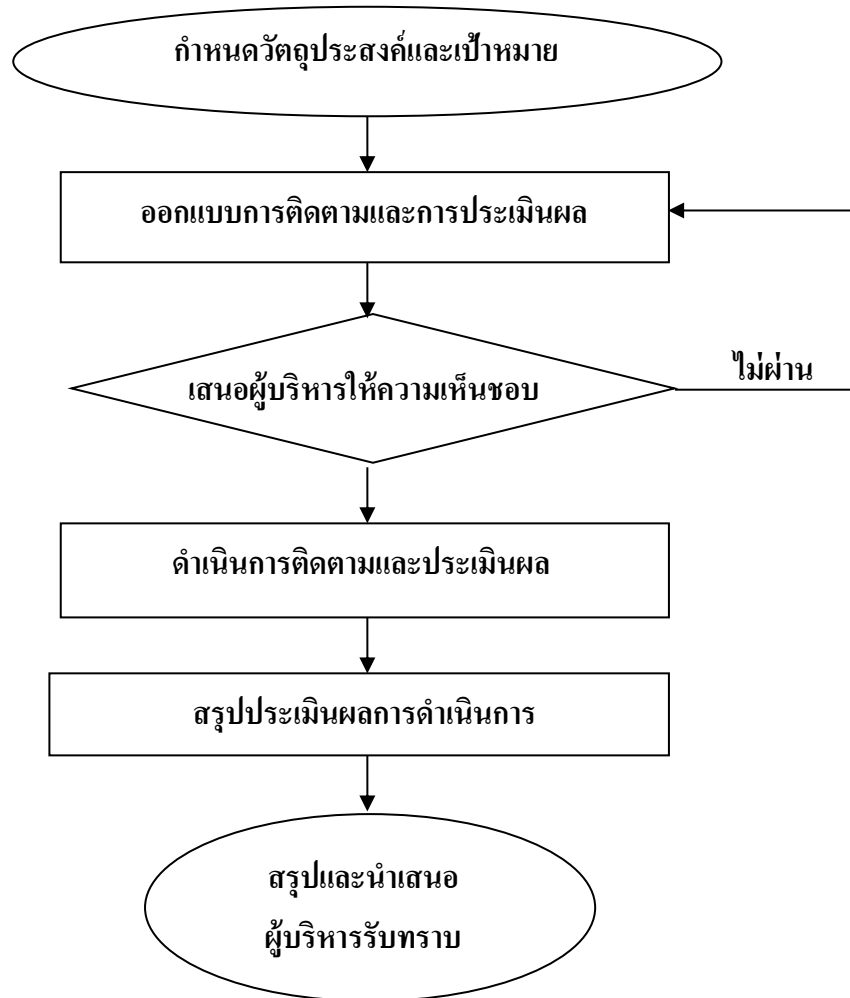 กำหนดวัตถุประสงค์และเป้าหมาย
ออกแบบการติดตามและการประเมินผล
เสนอผู้บริหารให้ความเห็นชอบ
ไม่ผ่าน
ดำเนินการติดตามและประเมินผล
สรุปประเมินผลการดำเนินการ
สรุปและนำเสนอ
ผู้บริหารรับทราบ